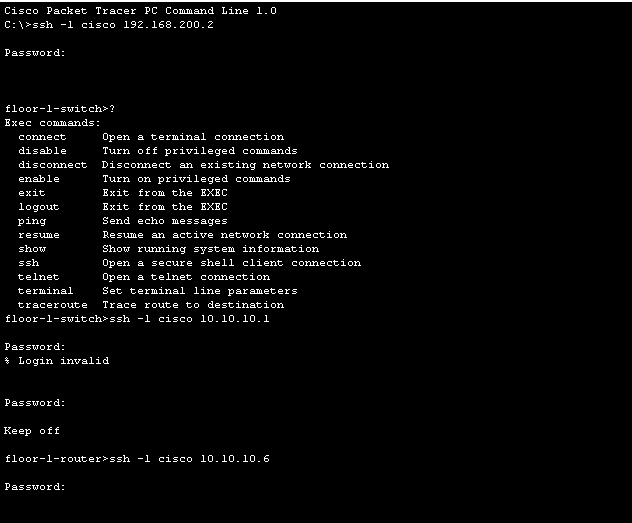 Cisco Packet Tracer PC Command Line 1.0
C:\>ssh -l cisco 192.168.200.2
Password:
floor-1-switch>?
Exec commands:
connect Open a terminal connection
disable Turn off privileged commands
disconnect Disconnect an existing network connection
enable Turn on privileged commands
exit Exit from the EXEC
logout Exit from the EXEC
ping Send echo messages
resume Resume an active network connection
show Show running system information
ssh Open a secure shell client connection
telnet Open a telnet connection
terminal Set terminal line parameters
traceroute Trace route to destination
floor-1-switch>ssh -l cisco 10.10.10.1
Password:
% Login invalid
Password:
Keep off
floor-1-router>ssh -l cisco 10.10.10.6
Password: